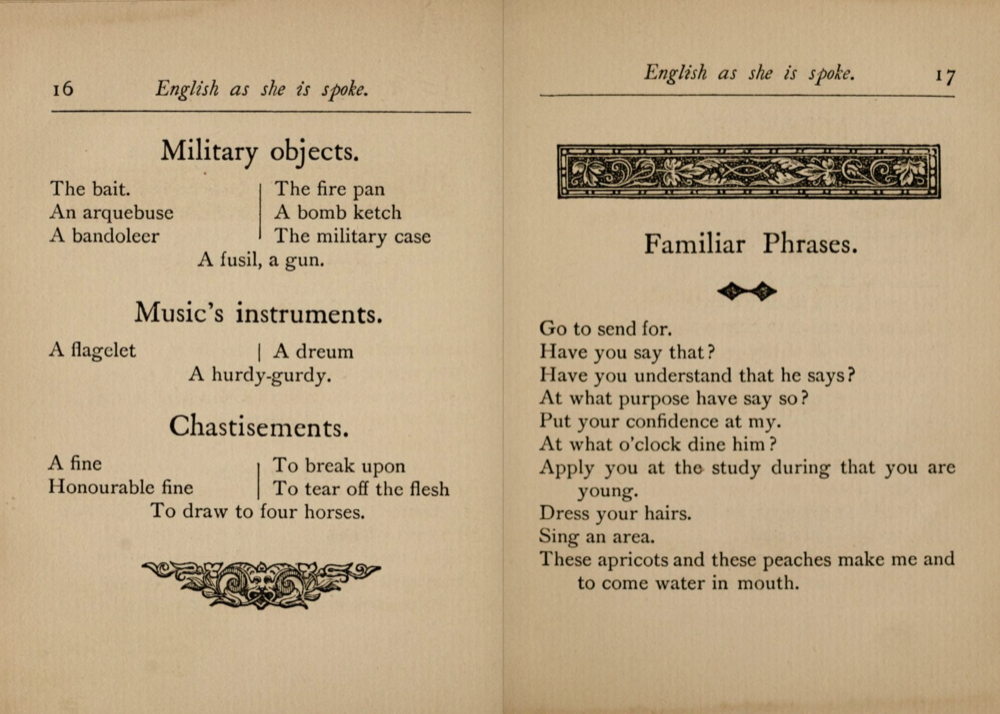 16 English as she is spoke.
Military objects.
The bait. | The fire pan
An arquebuse | A bomb ketch
A bandoleer | The military case
A fusil, a gun.
Music's instruments.
A flagelet | A dreum
A hurdy-gurdy.
Chastisements.
A fine | To break upon
Honourable fine | To tear off the flesh
To draw to four horses.
English as she is spoke. 17
Familiar Phrases.
Go to send for.
Have you say that?
Have you understand that he says?
At what purpose have say so?
Put your confidence at my.
At what o'clock dine him?
Apply you at the study during that you are
young.
Dress your hairs.
Sing an area.
These apricots and these peaches make me and
to come water in mouth.